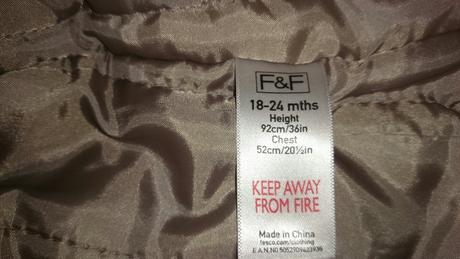 F&F
18-24 mths
Height
92cm/36in
Chest
52cm/20½in
KEEP AWAY
FROM FIRE
Made in China
tesco.com/clothing
E.A.N.NO